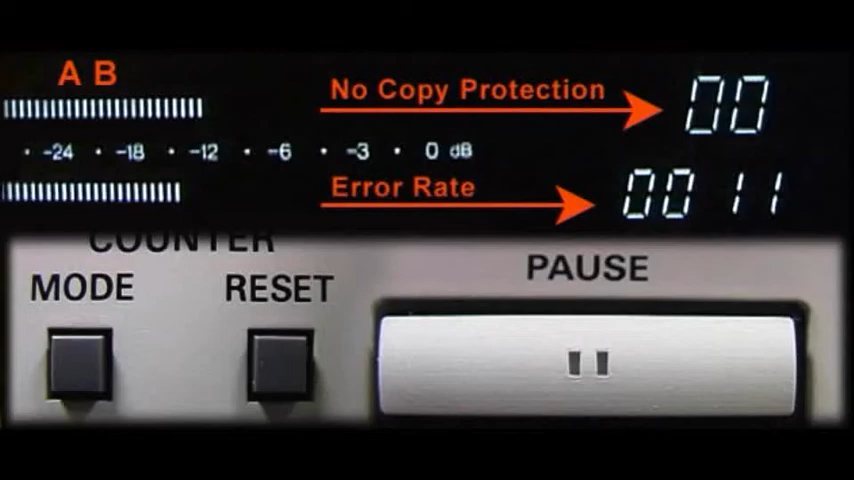 A B
No Copy Protection
00
· -24 · -18 · -12 · -6 · -3 · 0 dB
Error Rate
00 11
COUNTER
MODE
RESET
PAUSE